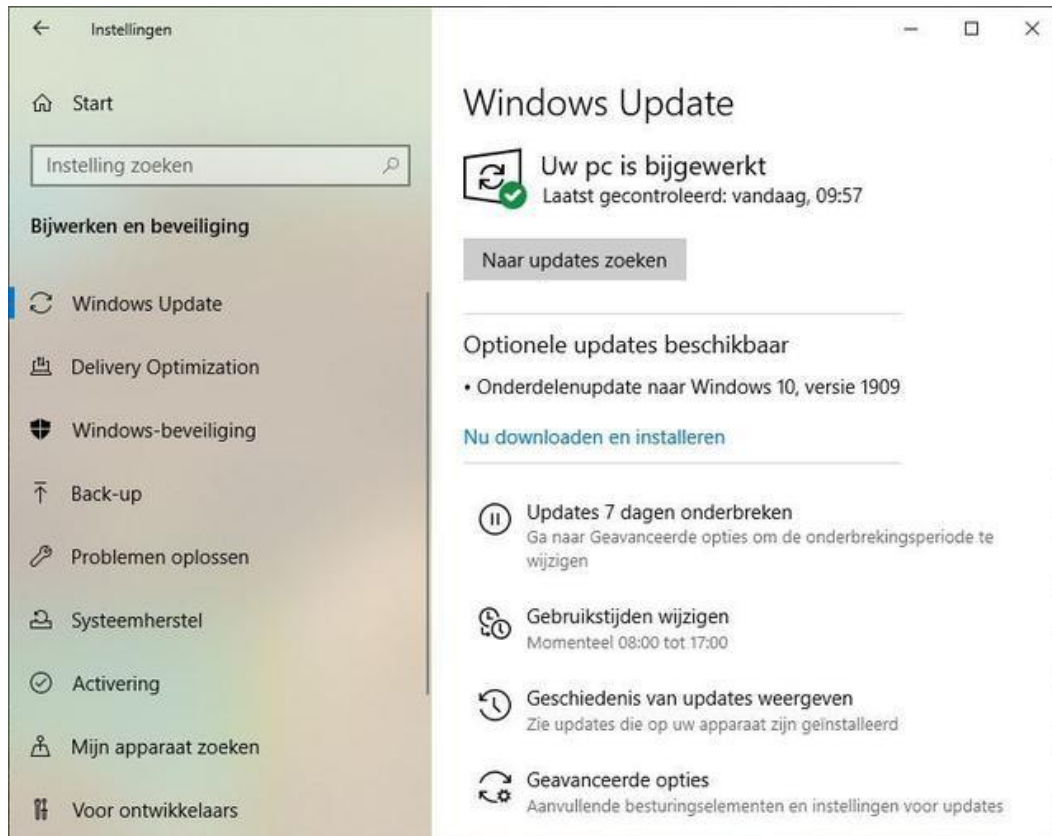 Instellingen
Start
Instelling zoeken
Bijwerken en beveiliging
Windows Update
Delivery Optimization
Windows-beveiliging
Back-up
Problemen oplossen
Systeemherstel
Activering
Mijn apparaat zoeken
Voor ontwikkelaars
Windows Update
Uw pc is bijgewerkt
Laatst gecontroleerd: vandaag, 09:57
Naar updates zoeken
Optionele updates beschikbaar
• Onderdelenupdate naar Windows 10, versie 1909
Nu downloaden en installeren
Updates 7 dagen onderbreken
Ga naar Geavanceerde opties om de onderbrekingsperiode te
wijzigen
Gebruikstijden wijzigen
Momenteel 08:00 tot 17:00
Geschiedenis van updates weergeven
Zie updates die op uw apparaat zijn geïnstalleerd
Geavanceerde opties
Aanvullende besturingselementen en instellingen voor updates